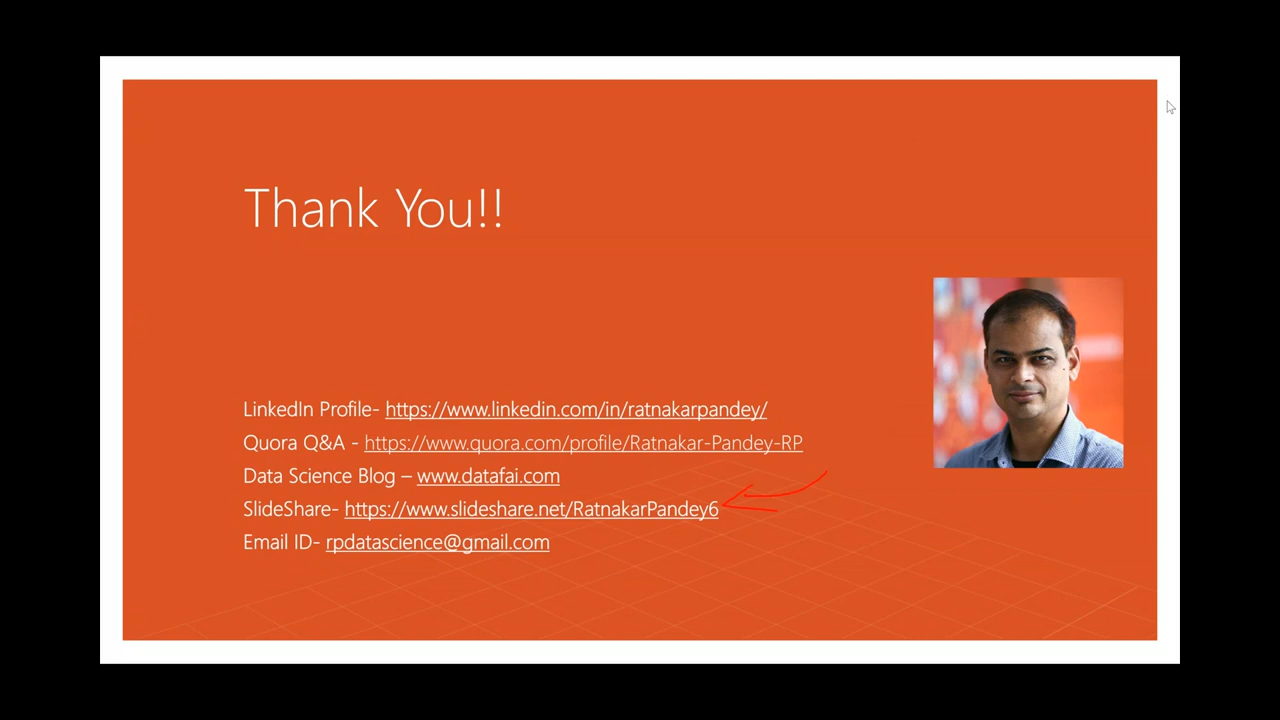 Thank You!!
LinkedIn Profile- https://www.linkedin.com/in/ratnakarpandey/
Quora Q&A - https://www.quora.com/profile/Ratnakar-Pandey-RP
Data Science Blog – www.datafai.com
SlideShare- https://www.slideshare.net/RatnakarPandey6
Email ID- rpdatascience@gmail.com